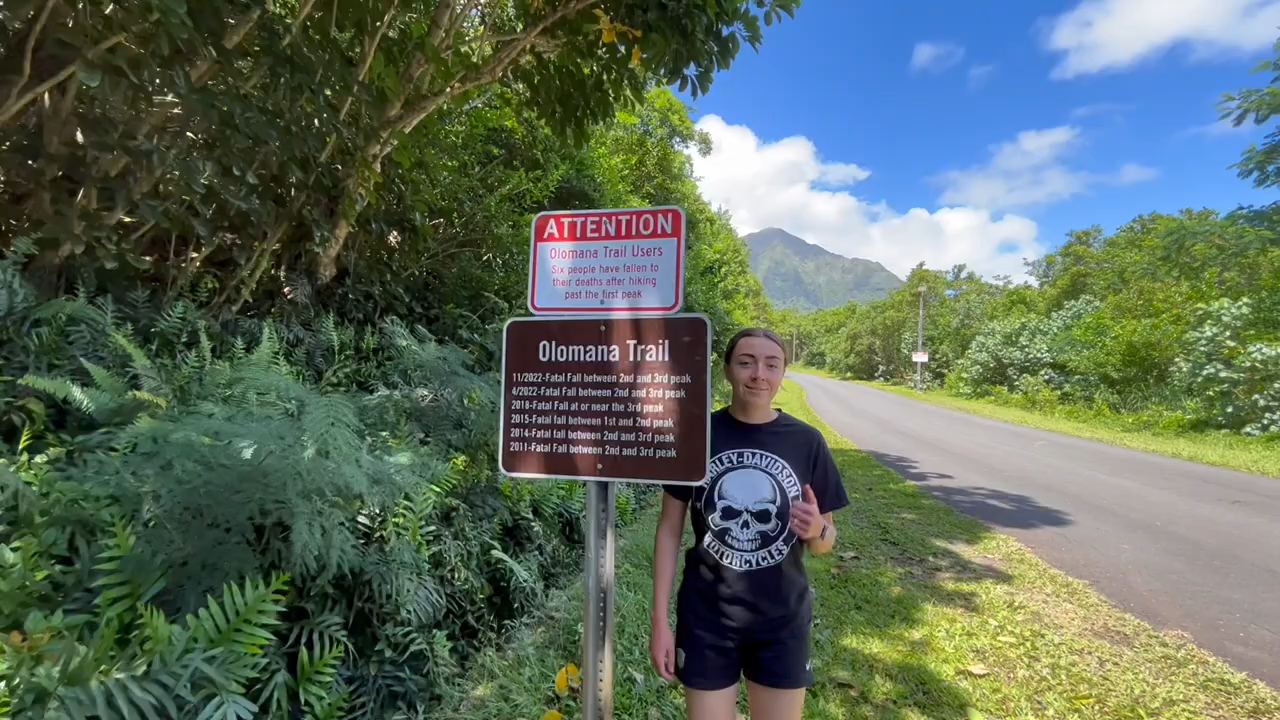 ATTENTION
Olomana Trail Users
Six people have fallen to
their deaths after hiking
past the first peak
Olomana Trail
11/2022-Fatal Fall between 2nd and 3rd peak
4/2022-Fatal Fall between 2nd and 3rd peak
2018-Fatal Fall at or near the 3rd peak
2015-Fatal fall between 1st and 2nd peak
2014-Fatal fall between 2nd and 3rd peak
2011-Fatal Fall between 2nd and 3rd peak
HARLEY-DAVIDSON
MOTORCYCLES